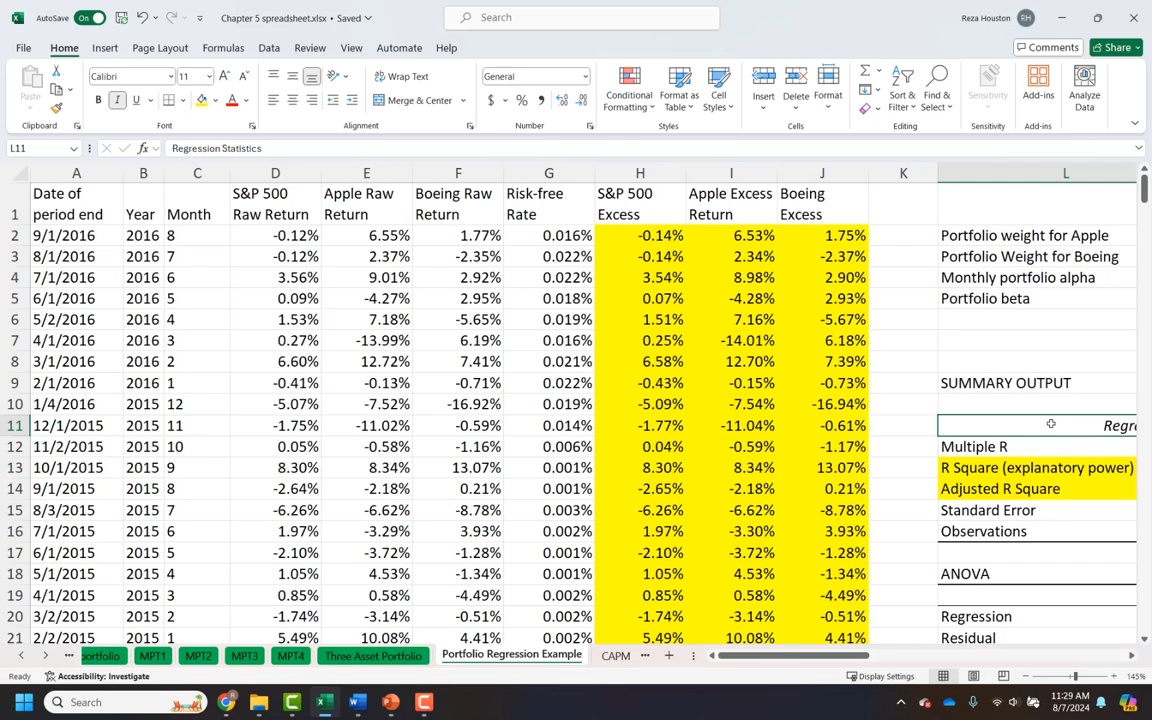 AutoSave On Chapter 5 spreadsheet.xlsx • Saved Search Reza Houston RH
File Home Insert Page Layout Formulas Data Review View Automate Help Comments Share
Calibri 11 A A Wrap Text General
Paste B I U A Merge & Center $ % 9 Conditional Formatting Format as Table Cell Styles Insert Delete Format Sort & Filter Find & Select Sensitivity Add-ins Analyze Data
Clipboard Font Alignment Number Styles Cells Editing Sensitivity Add-ins
L11 fx Regression Statistics
A B C D E F G H I J K L
Date of S&P 500 Apple Raw Boeing Raw Risk-free S&P 500 Apple Excess Boeing
1 period end Year Month Raw Return Return Return Rate Excess Return Excess
2 9/1/2016 2016 8 -0.12% 6.55% 1.77% 0.016% -0.14% 6.53% 1.75% Portfolio weight for Apple
3 8/1/2016 2016 7 -0.12% 2.37% -2.35% 0.022% -0.14% 2.34% -2.37% Portfolio Weight for Boeing
4 7/1/2016 2016 6 3.56% 9.01% 2.92% 0.022% 3.54% 8.98% 2.90% Monthly portfolio alpha
5 6/1/2016 2016 5 0.09% -4.27% 2.95% 0.018% 0.07% -4.28% 2.93% Portfolio beta
6 5/2/2016 2016 4 1.53% 7.18% -5.65% 0.019% 1.51% 7.16% -5.67%
7 4/1/2016 2016 3 0.27% -13.99% 6.19% 0.016% 0.25% -14.01% 6.18%
8 3/1/2016 2016 2 6.60% 12.72% 7.41% 0.021% 6.58% 12.70% 7.39%
9 2/1/2016 2016 1 -0.41% -0.13% -0.71% 0.022% -0.43% -0.15% -0.73% SUMMARY OUTPUT
10 1/4/2016 2015 12 -5.07% -7.52% -16.92% 0.019% -5.09% -7.54% -16.94%
11 12/1/2015 2015 11 -1.75% -11.02% -0.59% 0.014% -1.77% -11.04% -0.61% Regre
12 11/2/2015 2015 10 0.05% -0.58% -1.16% 0.006% 0.04% -0.59% -1.17% Multiple R
13 10/1/2015 2015 9 8.30% 8.34% 13.07% 0.001% 8.30% 8.34% 13.07% R Square (explanatory power)
14 9/1/2015 2015 8 -2.64% -2.18% 0.21% 0.001% -2.65% -2.18% 0.21% Adjusted R Square
15 8/3/2015 2015 7 -6.26% -6.62% -8.78% 0.003% -6.26% -6.62% -8.78% Standard Error
16 7/1/2015 2015 6 1.97% -3.29% 3.93% 0.002% 1.97% -3.30% 3.93% Observations
17 6/1/2015 2015 5 -2.10% -3.72% -1.28% 0.001% -2.10% -3.72% -1.28%
18 5/1/2015 2015 4 1.05% 4.53% -1.34% 0.001% 1.05% 4.53% -1.34% ANOVA
19 4/1/2015 2015 3 0.85% 0.58% -4.49% 0.002% 0.85% 0.58% -4.49%
20 3/2/2015 2015 2 -1.74% -3.14% -0.51% 0.002% -1.74% -3.14% -0.51% Regression
21 2/2/2015 2015 1 5.49% 10.08% 4.41% 0.002% 5.49% 10.08% 4.41% Residual
portfolio MPT1 MPT2 MPT3 MPT4 Three Asset Portfolio Portfolio Regression Example CAPM
Ready Accessibility: Investigate Display Settings 145%
Search 11:29 AM
8/7/2024